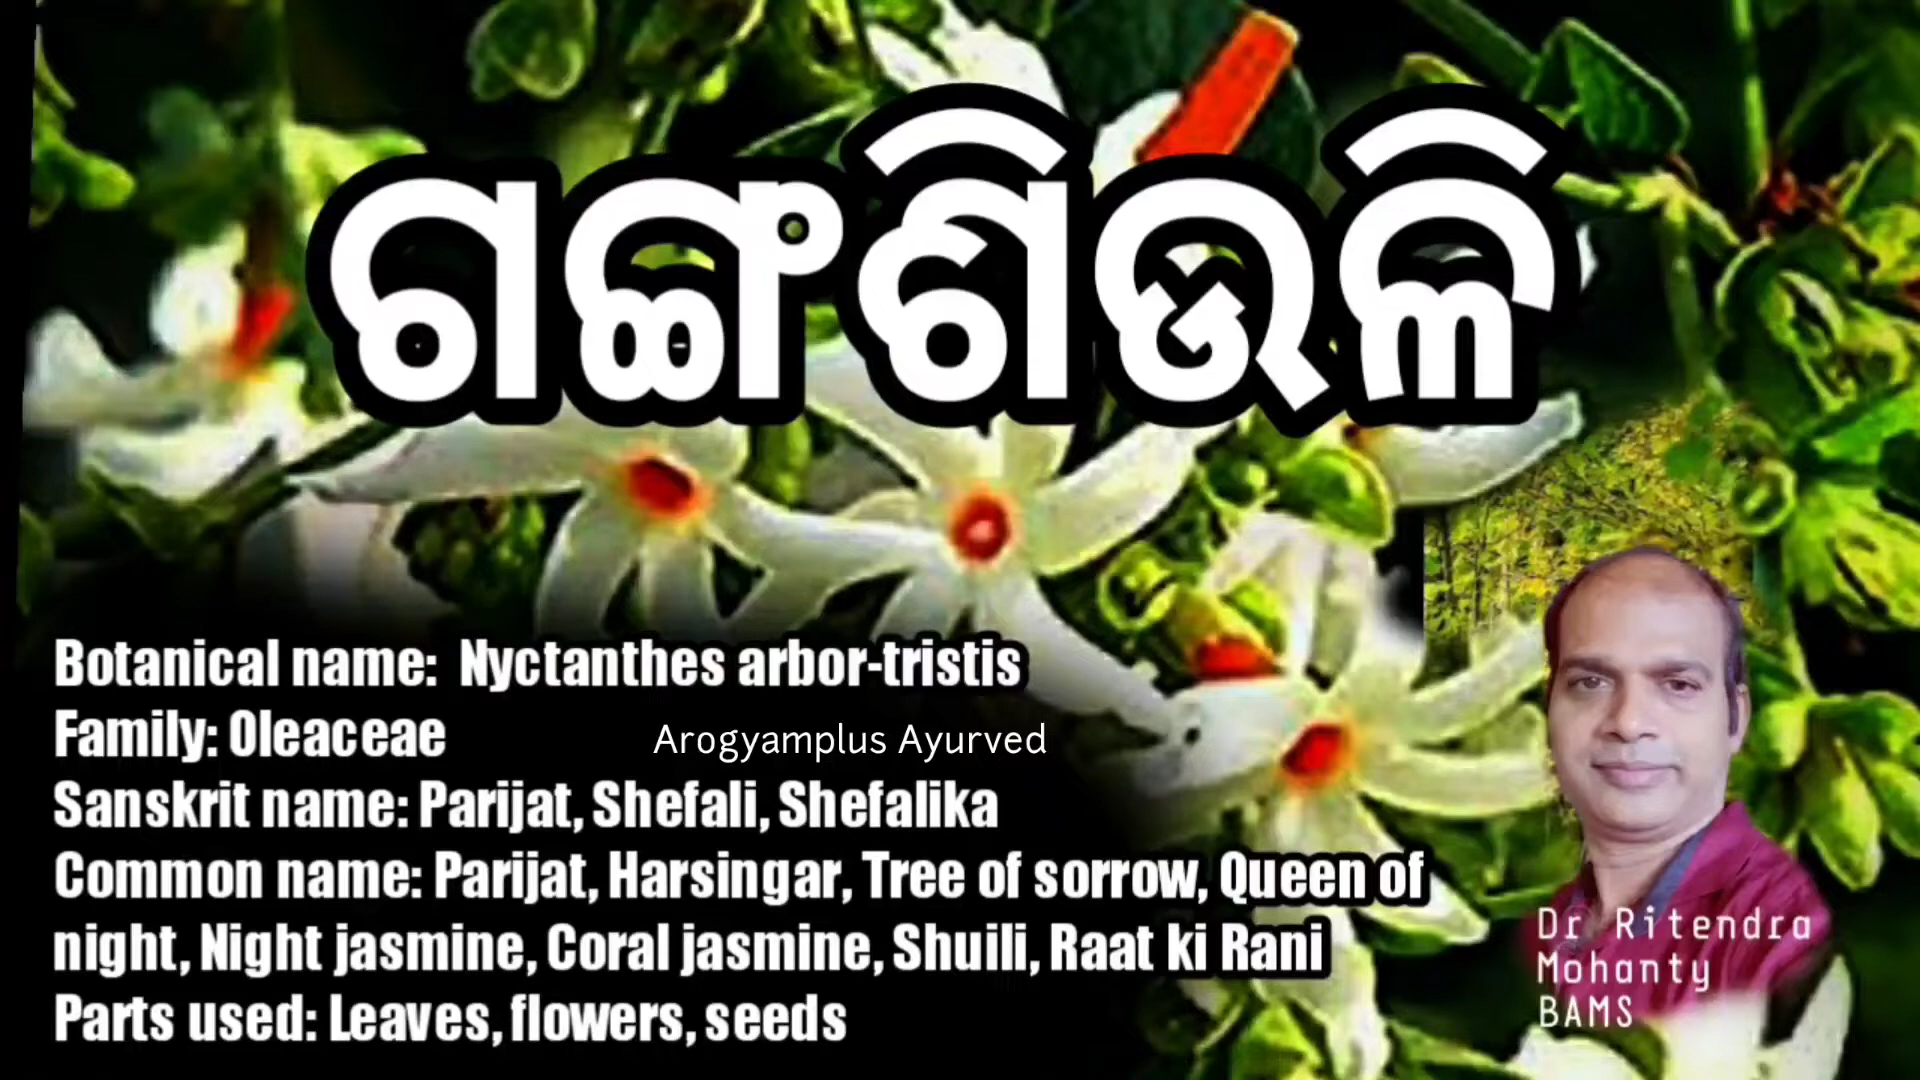 ଗଙ୍ଗଶିଉଳି
Botanical name: Nyctanthes arbor-tristis
Family: Oleaceae
Arogyamplus Ayurved
Sanskrit name: Parijat, Shefali, Shefalika
Common name: Parijat, Harsingar, Tree of sorrow, Queen of
night, Night jasmine, Coral jasmine, Shuili, Raat ki Rani
Parts used: Leaves, flowers, seeds
Dr Ritendra
Mohanty
BAMS